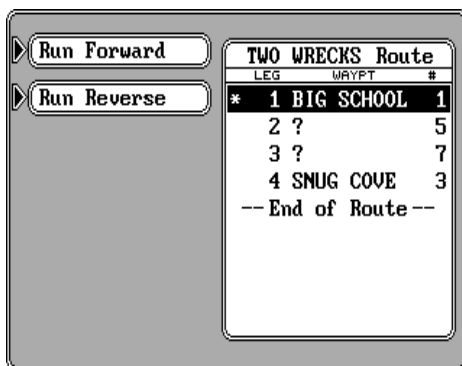 Run Forward
Run Reverse
TWO WRECKS Route
LEG WAYPT #
* 1 BIG SCHOOL 1
2 ? 5
3 ? 7
4 SNUG COVE 3
--End of Route--